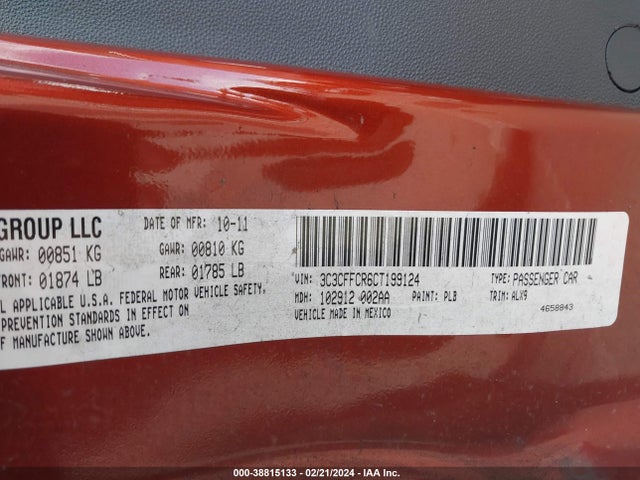 GROUP LLC
DATE OF MFR: 10-11
GAWR: 00851 KG
GAWR: 00810 KG
FRONT: 01874 LB
REAR: 01785 LB
APPLICABLE U.S.A. FEDERAL MOTOR VEHICLE SAFETY,
PREVENTION STANDARDS IN EFFECT ON
OF MANUFACTURE SHOWN ABOVE.
VIN: 3C3CFFCR6CT199124
TYPE: PASSENGER CAR
MDH: 102912 002AA
PAINT: PLB
TRIM: ALX9
VEHICLE MADE IN MEXICO
4658843
000-38815133 - 02/21/2024 - IAA Inc.